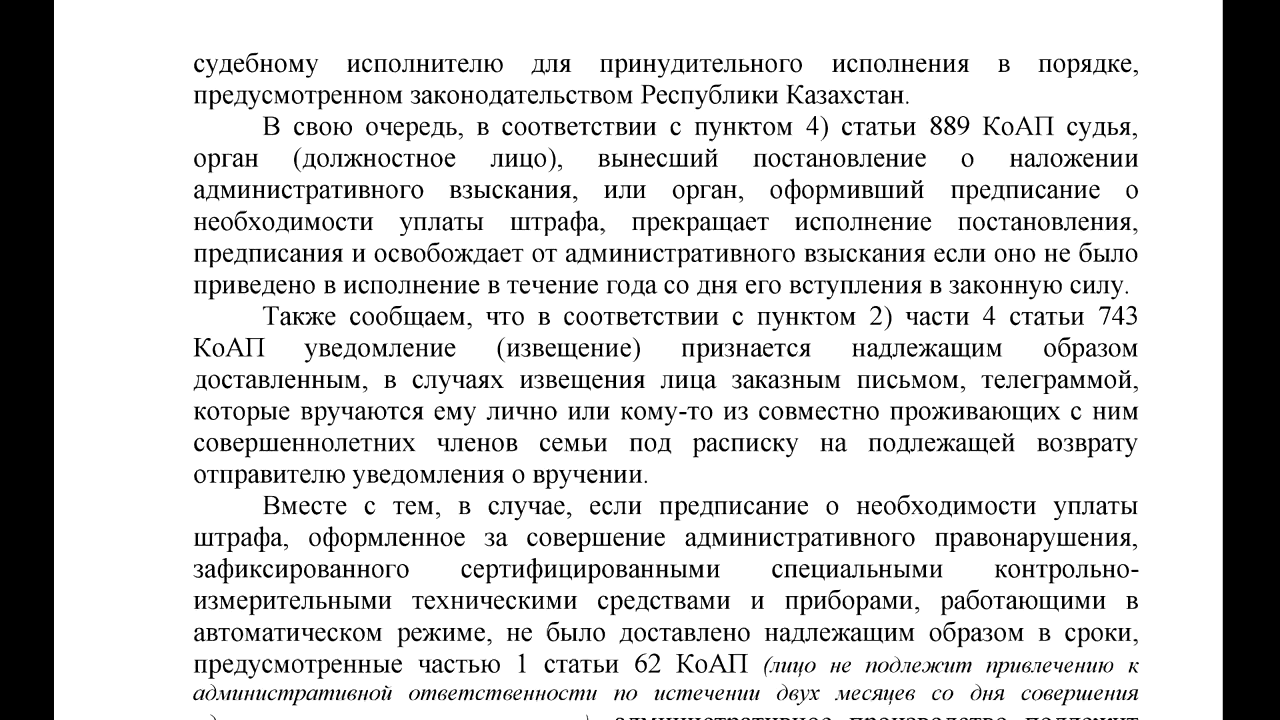 судебному исполнителю для принудительного исполнения в порядке,
предусмотренном законодательством Республики Казахстан.
В свою очередь, в соответствии с пунктом 4) статьи 889 КоАП судья,
орган (должностное лицо), вынесший постановление о наложении
административного взыскания, или орган, оформивший предписание о
необходимости уплаты штрафа, прекращает исполнение постановления,
предписания и освобождает от административного взыскания если оно не было
приведено в исполнение в течение года со дня его вступления в законную силу.
Также сообщаем, что в соответствии с пунктом 2) части 4 статьи 743
КоАП уведомление (извещение) признается надлежащим образом
доставленным, в случаях извещения лица заказным письмом, телеграммой,
которые вручаются ему лично или кому-то из совместно проживающих с ним
совершеннолетних членов семьи под расписку на подлежащей возврату
отправителю уведомления о вручении.
Вместе с тем, в случае, если предписание о необходимости уплаты
штрафа, оформленное за совершение административного правонарушения,
зафиксированного сертифицированными специальными контрольно-
измерительными техническими средствами и приборами, работающими в
автоматическом режиме, не было доставлено надлежащим образом в сроки,
предусмотренные частью 1 статьи 62 КоАП (лицо не подлежит привлечению к
административной ответственности по истечении двух месяцев со дня совершения